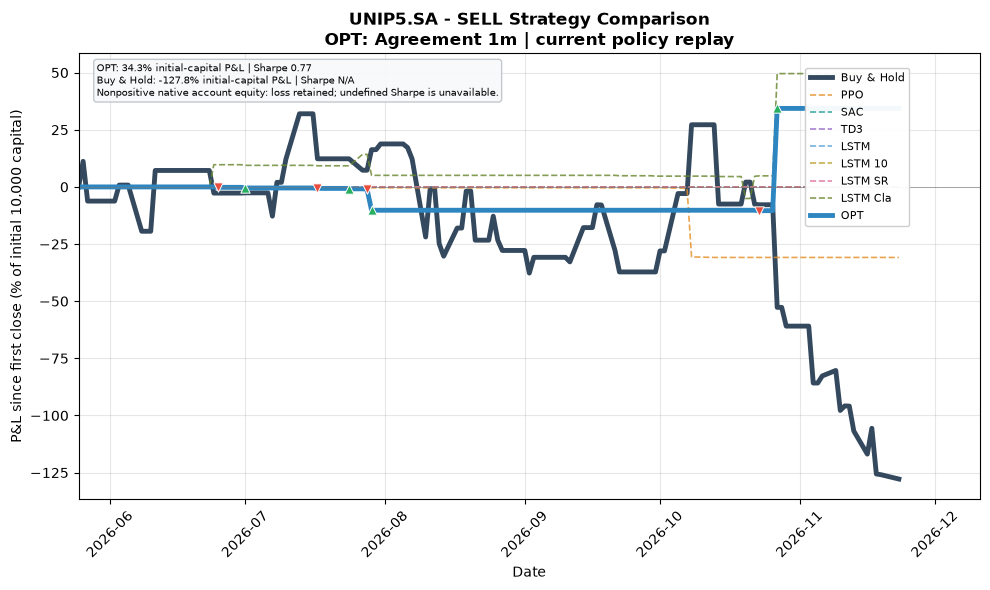 UNIP5.SA - SELL Strategy Comparison
OPT: Agreement 1m | current policy replay
OPT: 34.3% initial-capital P&L | Sharpe 0.77
Buy & Hold: -127.8% initial-capital P&L | Sharpe N/A
Nonpositive native account equity: loss retained; undefined Sharpe is unavailable.
Buy & Hold
PPO
SAC
TD3
LSTM
LSTM 10
LSTM SR
LSTM Cla
OPT
P&L since first close (% of initial 10,000 capital)
50
25
0
−25
−50
−75
−100
−125
2026-06
2026-07
2026-08
2026-09
2026-10
2026-11
2026-12
Date